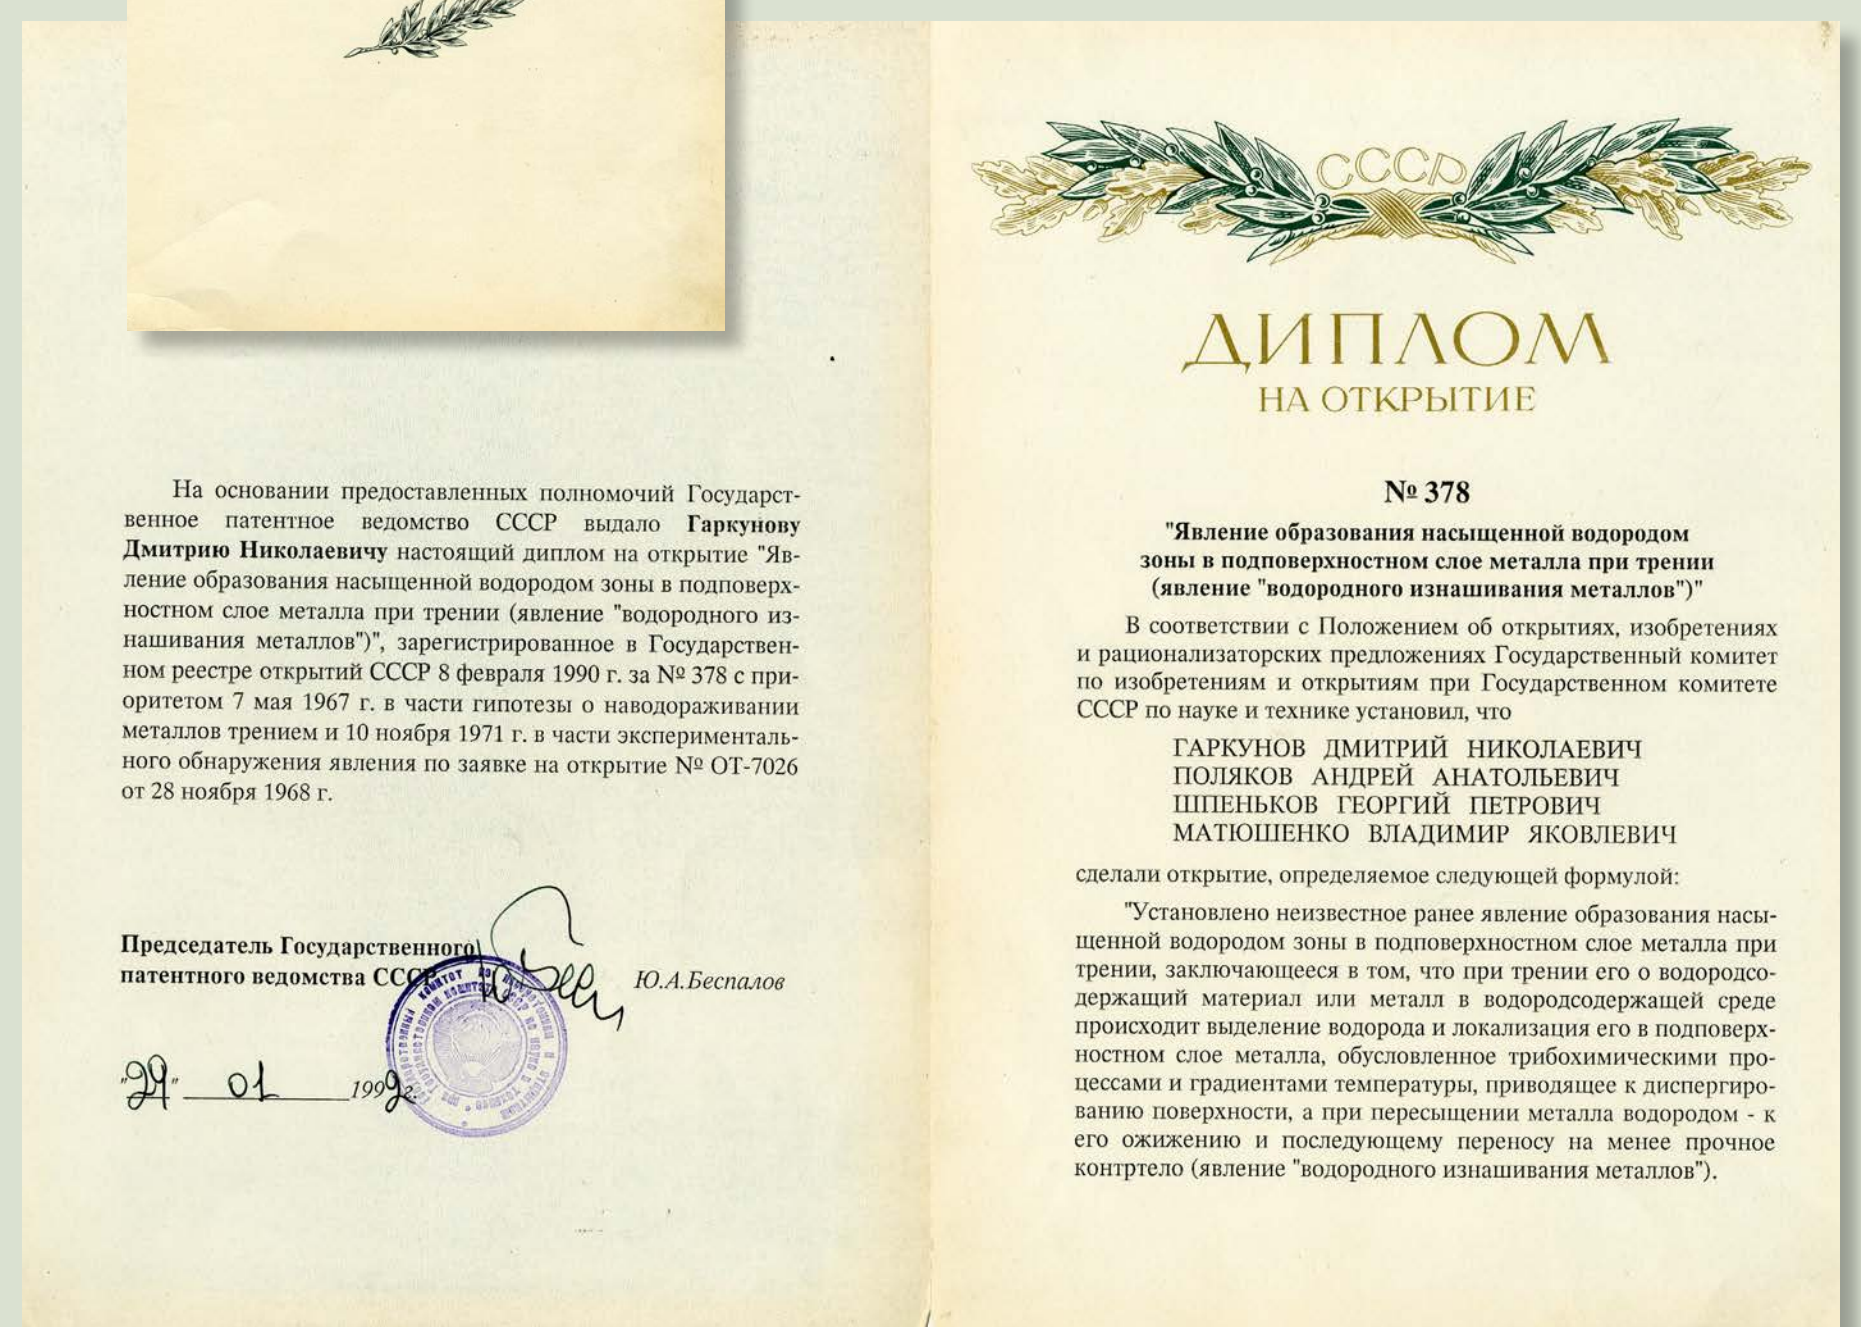 На основании предоставленных полномочий Государст-
венное патентное ведомство СССР выдало Гаркунову
Дмитрию Николаевичу настоящий диплом на открытие "Яв-
ление образования насыщенной водородом зоны в подповерх-
ностном слое металла при трении (явление "водородного из-
нашивания металлов")", зарегистрированное в Государствен-
ном реестре открытий СССР 8 февраля 1990 г. за № 378 с при-
оритетом 7 мая 1967 г. в части гипотезы о наводораживании
металлов трением и 10 ноября 1971 г. в части эксперименталь-
ного обнаружения явления по заявке на открытие № ОТ-7026
от 28 ноября 1968 г.
Председатель Государственного
патентного ведомства СССР
Ю.А.Беспалов
"29" 01 1992г.
СССР
ДИПЛОМ
НА ОТКРЫТИЕ
№ 378
"Явление образования насыщенной водородом
зоны в подповерхностном слое металла при трении
(явление "водородного изнашивания металлов")"
В соответствии с Положением об открытиях, изобретениях
и рационализаторских предложениях Государственный комитет
по изобретениям и открытиям при Государственном комитете
СССР по науке и технике установил, что
ГАРКУНОВ ДМИТРИЙ НИКОЛАЕВИЧ
ПОЛЯКОВ АНДРЕЙ АНАТОЛЬЕВИЧ
ШПЕНЬКОВ ГЕОРГИЙ ПЕТРОВИЧ
МАТЮШЕНКО ВЛАДИМИР ЯКОВЛЕВИЧ
сделали открытие, определяемое следующей формулой:
"Установлено неизвестное ранее явление образования насы-
щенной водородом зоны в подповерхностном слое металла при
трении, заключающееся в том, что при трении его о водородсо-
держащий материал или металл в водородсодержащей среде
происходит выделение водорода и локализация его в подповерх-
ностном слое металла, обусловленное трибохимическими про-
цессами и градиентами температуры, приводящее к диспергиро-
ванию поверхности, а при пересыщении металла водородом - к
его ожижению и последующему переносу на менее прочное
контртело (явление "водородного изнашивания металлов").